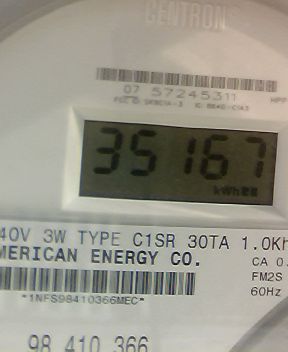 CENTRON
07 57245311
35167
kWh
40V 3W TYPE C1SR 30TA 1.0Kh
MERICAN ENERGY CO.
CA 0.
FM2S
60Hz
*1NFS98410366MEC*
98 410 366